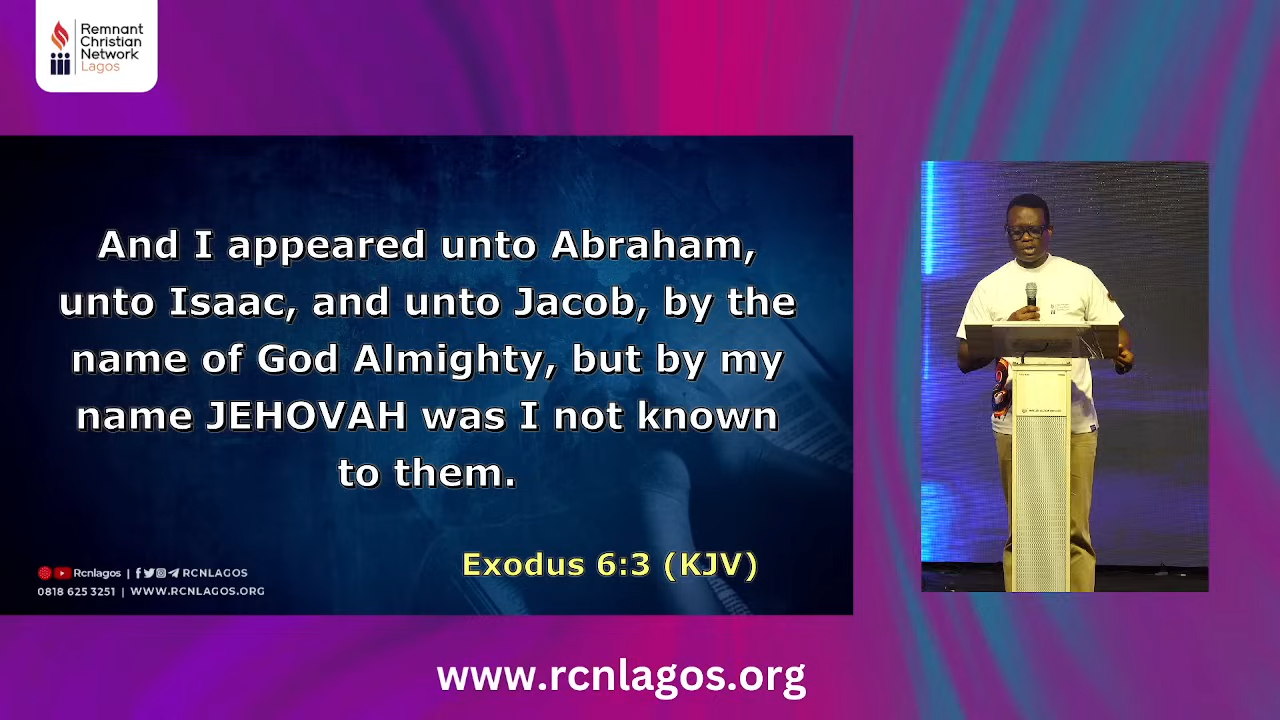 Remnant
Christian
Network
Lagos
And I appeared unto Abraham,
unto Isaac, and unto Jacob, by the
name of God Almighty, but by my
name JEHOVAH was I not known
to them.
Exodus 6:3 (KJV)
Rcnlagos | RCNLAGOS
0818 625 3251 | WWW.RCNLAGOS.ORG
www.rcnlagos.org